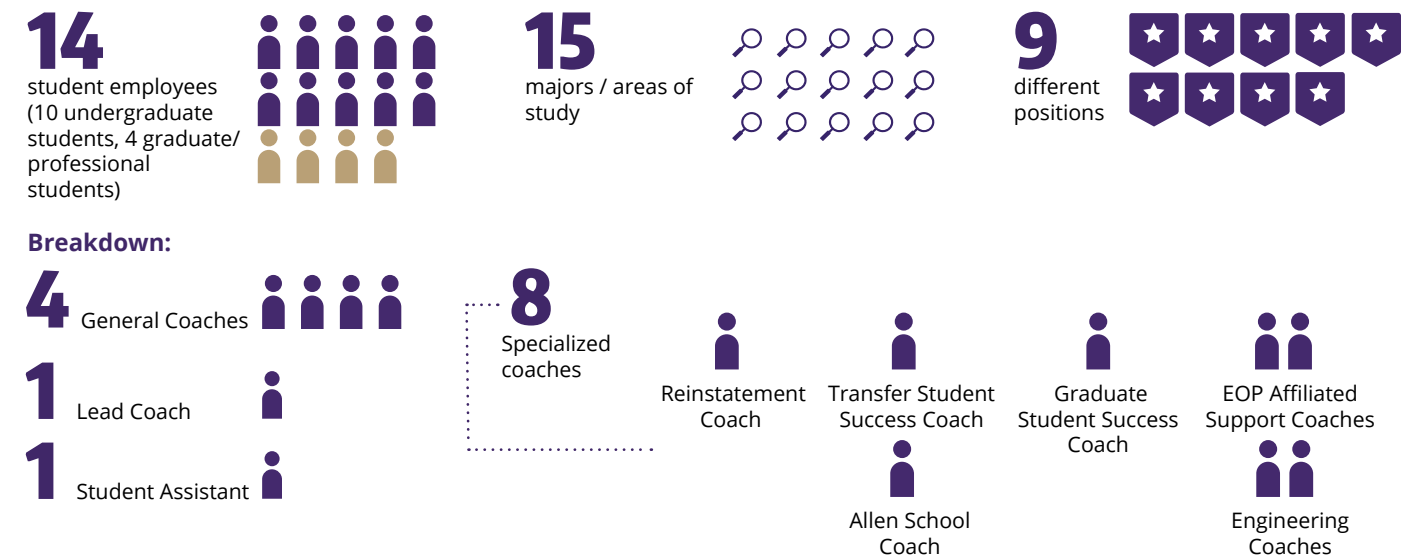 14
student employees
(10 undergraduate
students, 4 graduate/
professional
students)
15
majors / areas of
study
9
different
positions
Breakdown:
4 General Coaches
1 Lead Coach
1 Student Assistant
8
Specialized
coaches
Reinstatement
Coach
Transfer Student
Success Coach
Graduate
Student Success
Coach
EOP Affiliated
Support Coaches
Allen School
Coach
Engineering
Coaches